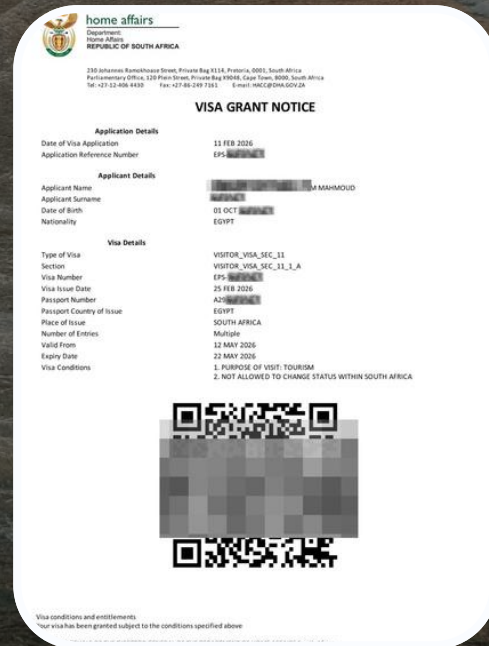 home affairs
Department:
Home Affairs
REPUBLIC OF SOUTH AFRICA
230 Johannes Ramokhoase Street, Private Bag X114, Pretoria, 0001, South Africa
Parliamentary Office, 120 Plein Street, Private Bag X9048, Cape Town, 8000, South Africa
Tel: +27-12-406 4430 Fax: +27-86-249 7161 E-mail: HACC@DHA.GOV.ZA
VISA GRANT NOTICE
Application Details
Date of Visa Application 11 FEB 2026
Application Reference Number EPS-
Applicant Details
Applicant Name M MAHMOUD
Applicant Surname
Date of Birth 01 OCT
Nationality EGYPT
Visa Details
Type of Visa VISITOR_VISA_SEC_11
Section VISITOR_VISA_SEC_11_1_A
Visa Number EPS-
Visa Issue Date 25 FEB 2026
Passport Number A29
Passport Country of Issue EGYPT
Place of Issue SOUTH AFRICA
Number of Entries Multiple
Valid From 12 MAY 2026
Expiry Date 22 MAY 2026
Visa Conditions 1. PURPOSE OF VISIT: TOURISM
2. NOT ALLOWED TO CHANGE STATUS WITHIN SOUTH AFRICA
Visa conditions and entitlements
Your visa has been granted subject to the conditions specified above